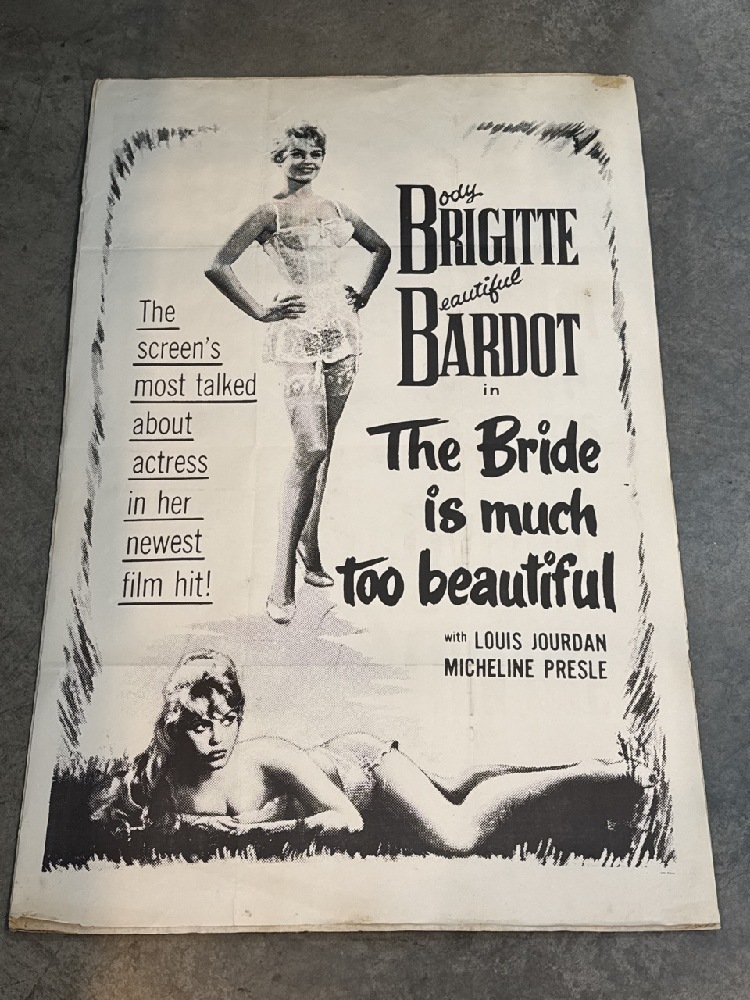 The
screen's
most talked
about
actress
in her
newest
film hit!
Body
BRIGITTE
Beautiful
BARDOT
in
The Bride
is much
too beautiful
with LOUIS JOURDAN
MICHELINE PRESLE